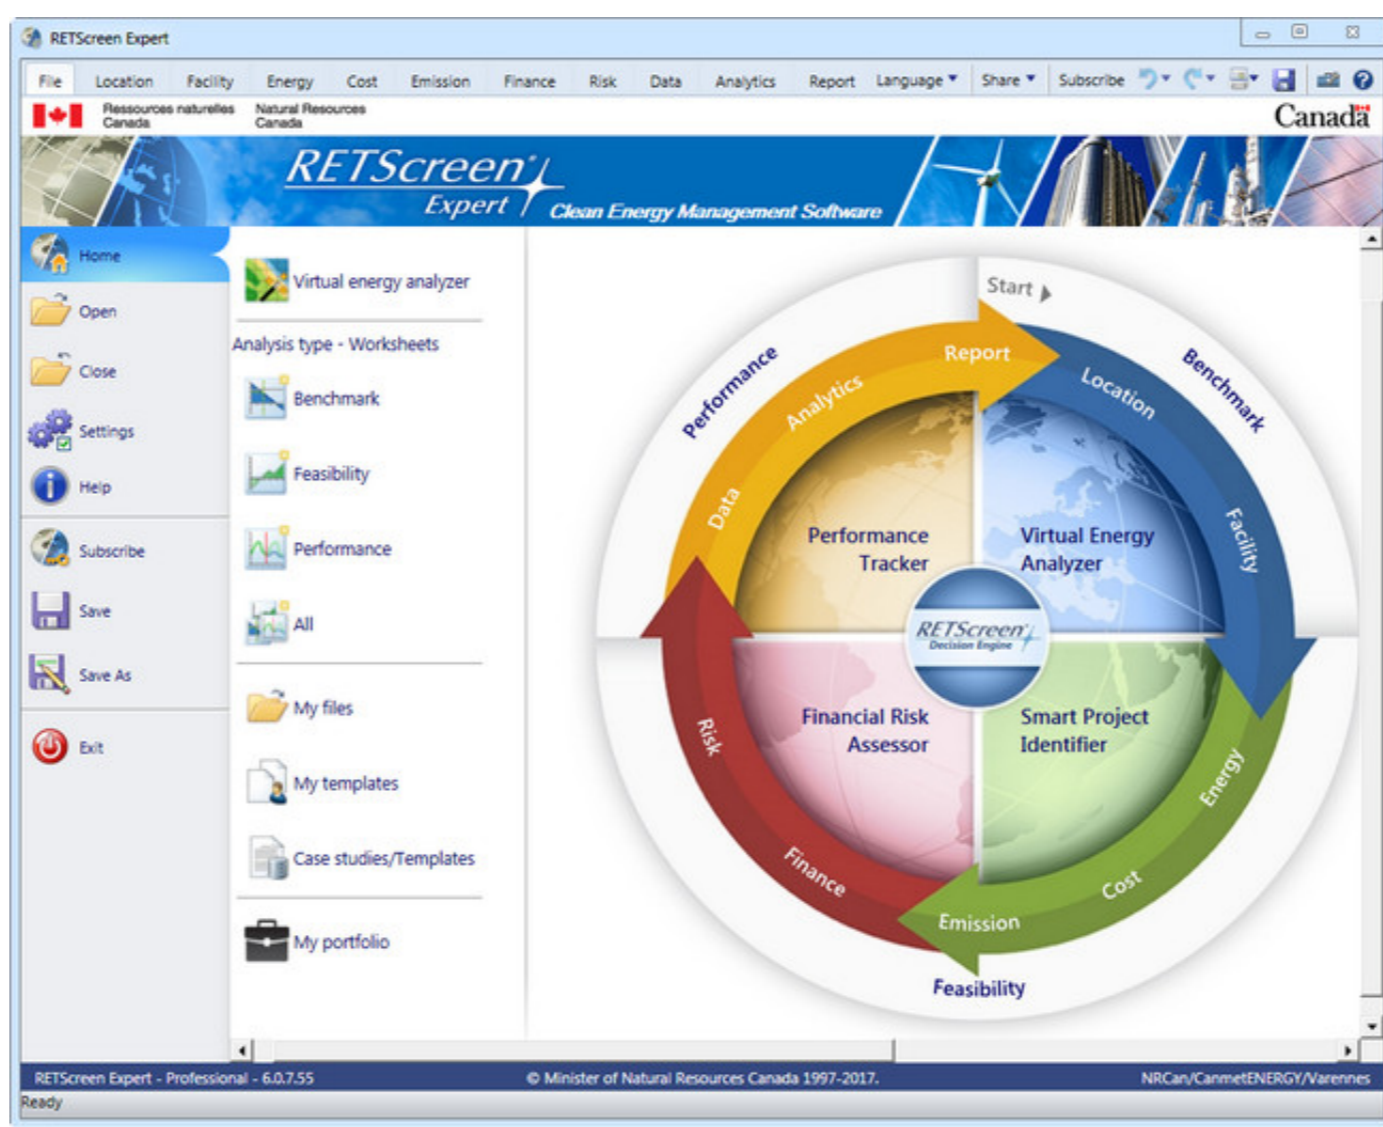 RETScreen Expert
File Location Facility Energy Cost Emission Finance Risk Data Analytics Report Language Share Subscribe
Ressources naturelles Canada
Natural Resources Canada
Canada
RETScreen®
Expert
Clean Energy Management Software
Home
Open
Close
Settings
Help
Subscribe
Save
Save As
Exit
Virtual energy analyzer
Analysis type - Worksheets
Benchmark
Feasibility
Performance
All
My files
My templates
Case studies/Templates
My portfolio
Start
Benchmark
Location
Facility
Virtual Energy
Analyzer
Energy
Cost
Emission
Smart Project
Identifier
Feasibility
Finance
Risk
Financial Risk
Assessor
Performance
Data
Analytics
Report
Performance
Tracker
RETScreen®
Decision Engine
RETScreen Expert - Professional - 6.0.7.55
© Minister of Natural Resources Canada 1997-2017.
NRCan/CanmetENERGY/Varennes
Ready